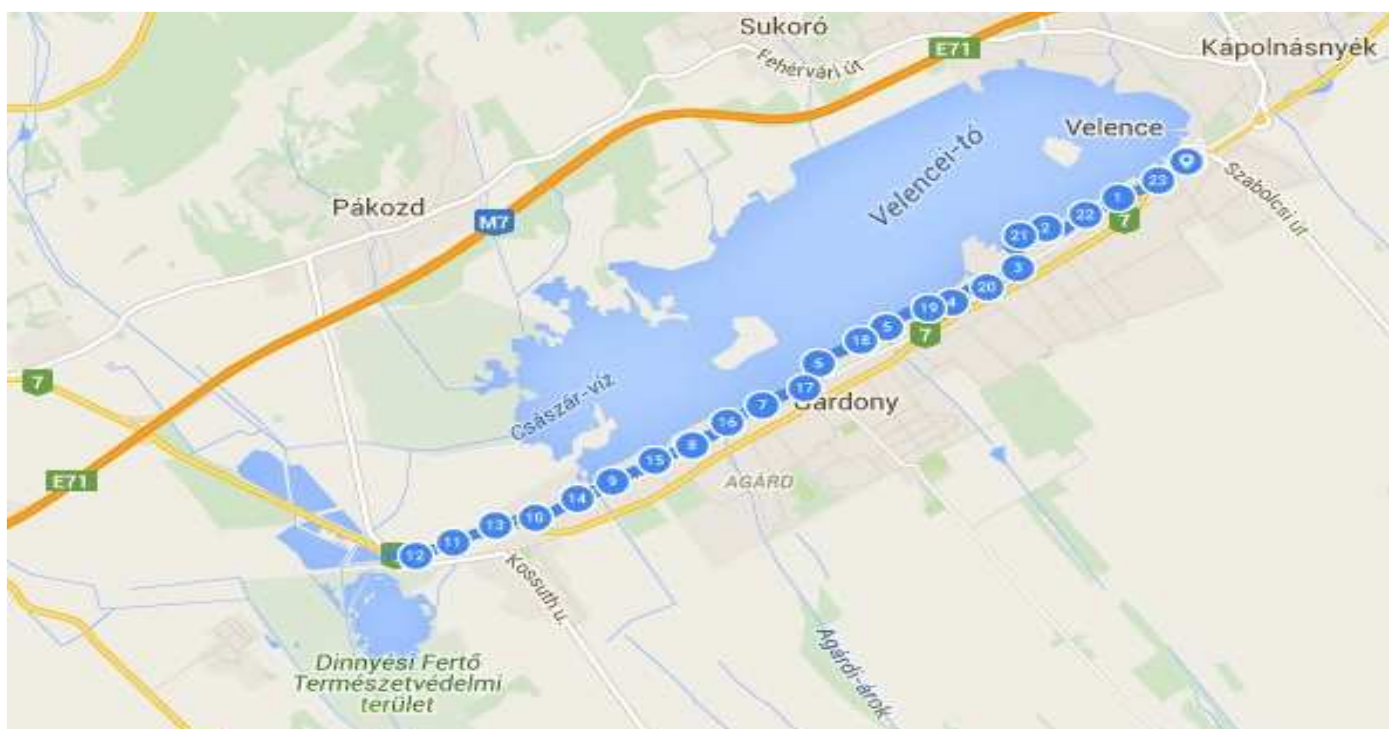 Sukoró
E71
Kápolnásnyék
Fehérvári út
Velence
Velencei-tó
Szabolcsi út
Pákozd
M7
23
1
22
7
2
21
3
20
4
19
7
5
18
5
7
17
Gárdony
7
16
Császár-víz
8
15
AGÁRD
E71
9
14
10
13
11
12
Kossuth u.
Agárdi-árok
Dinnyési Fertő
Természetvédelmi
terület